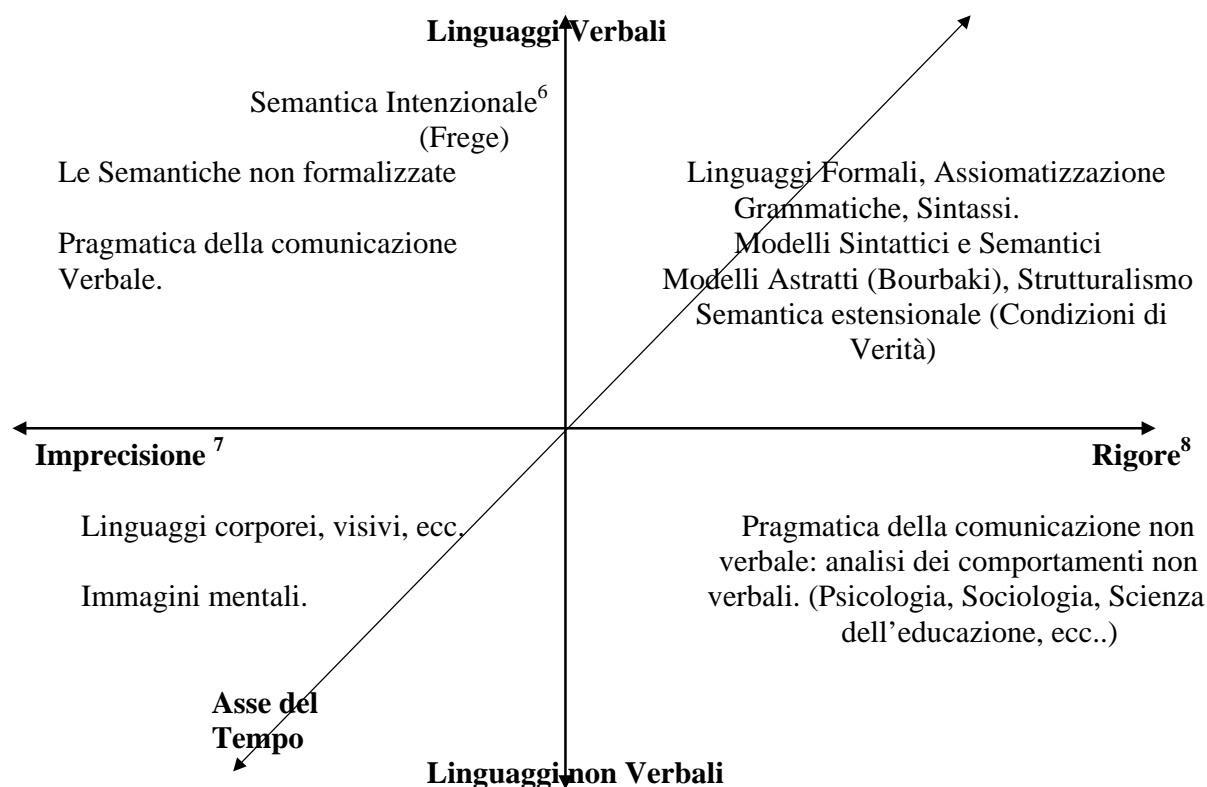 Linguaggi Verbali
Semantica Intenzionale6
(Frege)
Le Semantiche non formalizzate
Pragmatica della comunicazione
Verbale.
Linguaggi Formali, Assiomatizzazione
Grammatiche, Sintassi.
Modelli Sintattici e Semantici
Modelli Astratti (Bourbaki), Strutturalismo
Semantica estensionale (Condizioni di
Verità)
Imprecisione 7
Rigore8
Linguaggi corporei, visivi, ecc.
Immagini mentali.
Pragmatica della comunicazione non
verbale: analisi dei comportamenti non
verbali. (Psicologia, Sociologia, Scienza
dell’educazione, ecc..)
Asse del
Tempo
Linguaggi non Verbali